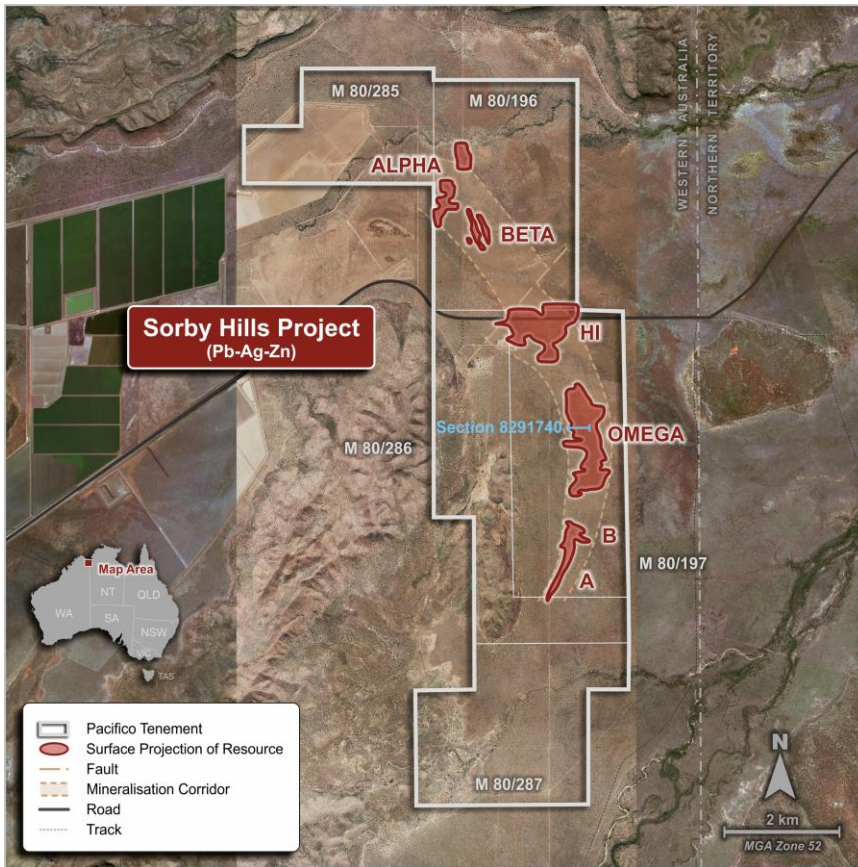 M 80/285
M 80/196
WESTERN AUSTRALIA
NORTHERN TERRITORY
ALPHA
BETA
Sorby Hills Project
(Pb-Ag-Zn)
HI
Section 8291740
OMEGA
M 80/286
B
A
M 80/197
Map Area
NT
QLD
WA
SA
NSW
VIC
TAS
M 80/287
Pacifico Tenement
Surface Projection of Resource
Fault
Mineralisation Corridor
Road
Track
N
2 km
MGA Zone 52